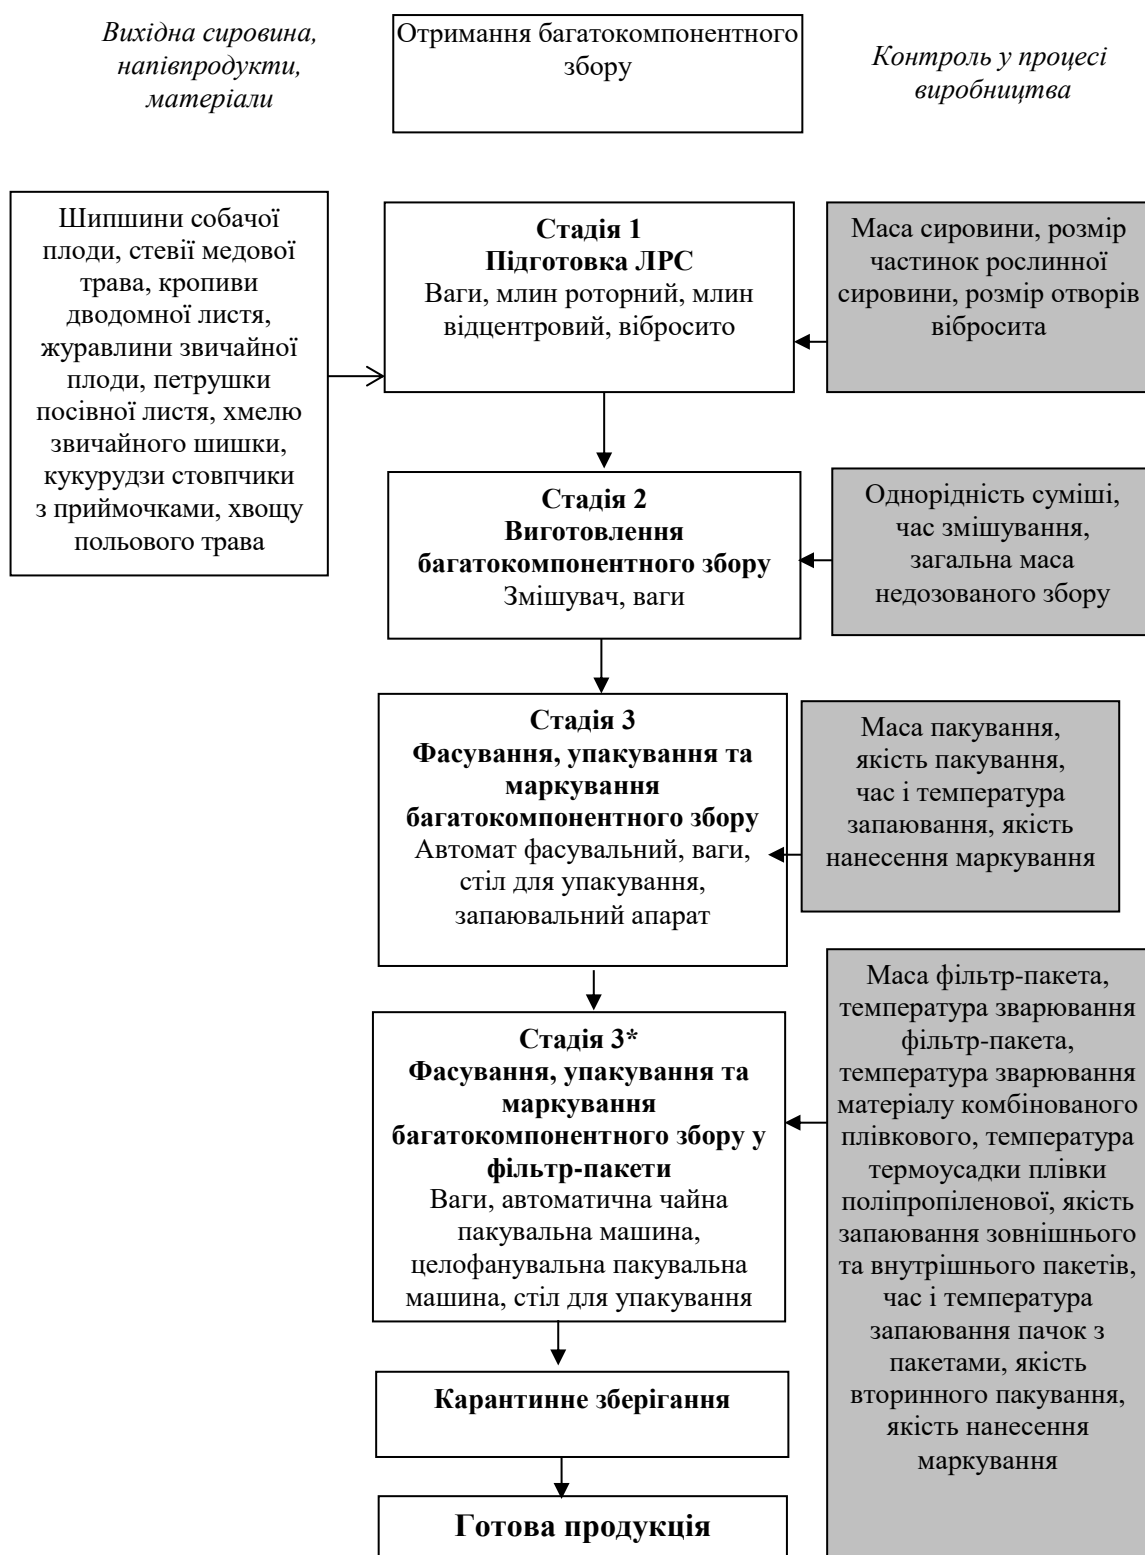 Вихідна сировина,
напівпродукти,
матеріали
Отримання багатокомпонентного
збору
Контроль у процесі
виробництва
Шипшини собачої
плоди, стевії медової
трава, кропиви
дводомної листя,
журавлини звичайної
плоди, петрушки
посівної листя, хмелю
звичайного шишки,
кукурудзи стовпчики
з приймочками, хвощу
польового трава
Стадія 1
Підготовка ЛРС
Ваги, млин роторний, млин
відцентровий, вібросито
Маса сировини, розмір
частинок рослинної
сировини, розмір отворів
вібросита
Стадія 2
Виготовлення
багатокомпонентного збору
Змішувач, ваги
Однорідність суміші,
час змішування,
загальна маса
недозованого збору
Стадія 3
Фасування, упакування та
маркування
багатокомпонентного збору
Автомат фасувальний, ваги,
стіл для упакування,
запаювальний апарат
Маса пакування,
якість пакування,
час і температура
запаювання, якість
нанесення маркування
Стадія 3*
Фасування, упакування та
маркування
багатокомпонентного збору у
фільтр-пакети
Ваги, автоматична чайна
пакувальна машина,
целофанувальна пакувальна
машина, стіл для упакування
Маса фільтр-пакета,
температура зварювання
фільтр-пакета,
температура зварювання
матеріалу комбінованого
плівкового, температура
термоусадки плівки
поліпропіленової, якість
запаювання зовнішнього
та внутрішнього пакетів,
час і температура
запаювання пачок з
пакетами, якість
вторинного пакування,
якість нанесення
маркування
Карантинне зберігання
Готова продукція